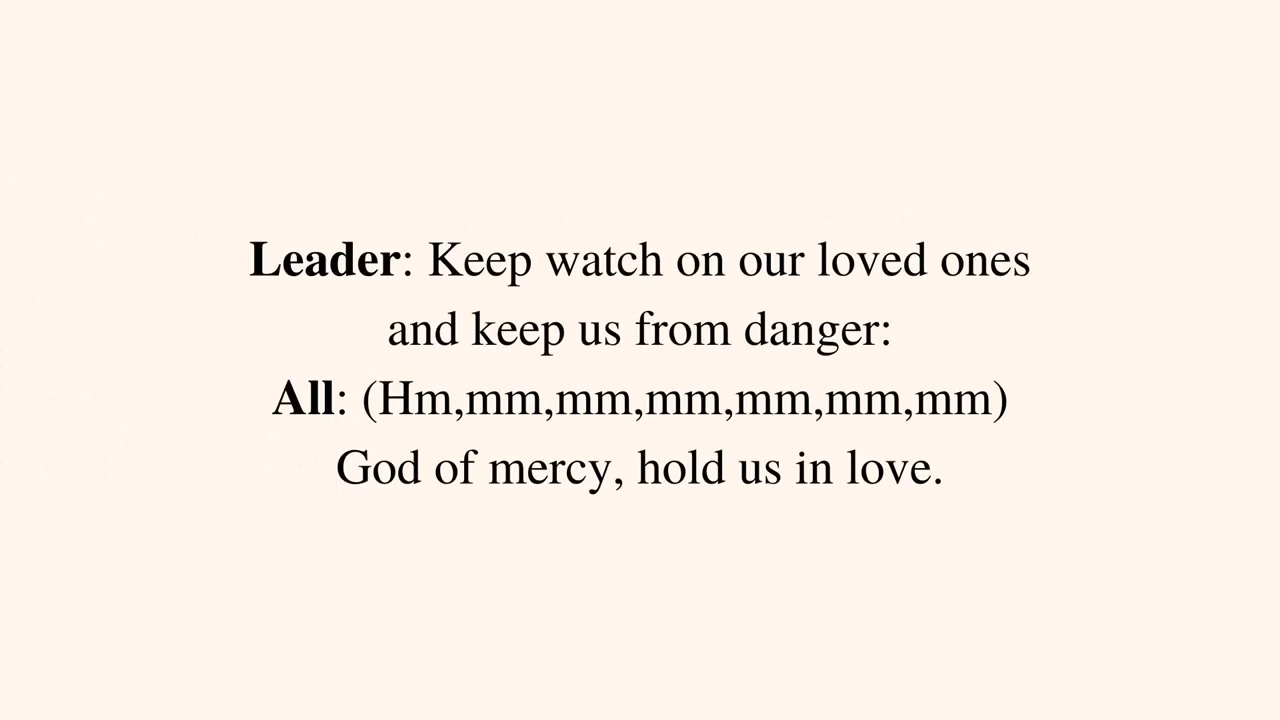 Leader: Keep watch on our loved ones
and keep us from danger:
All: (Hm,mm,mm,mm,mm,mm,mm)
God of mercy, hold us in love.